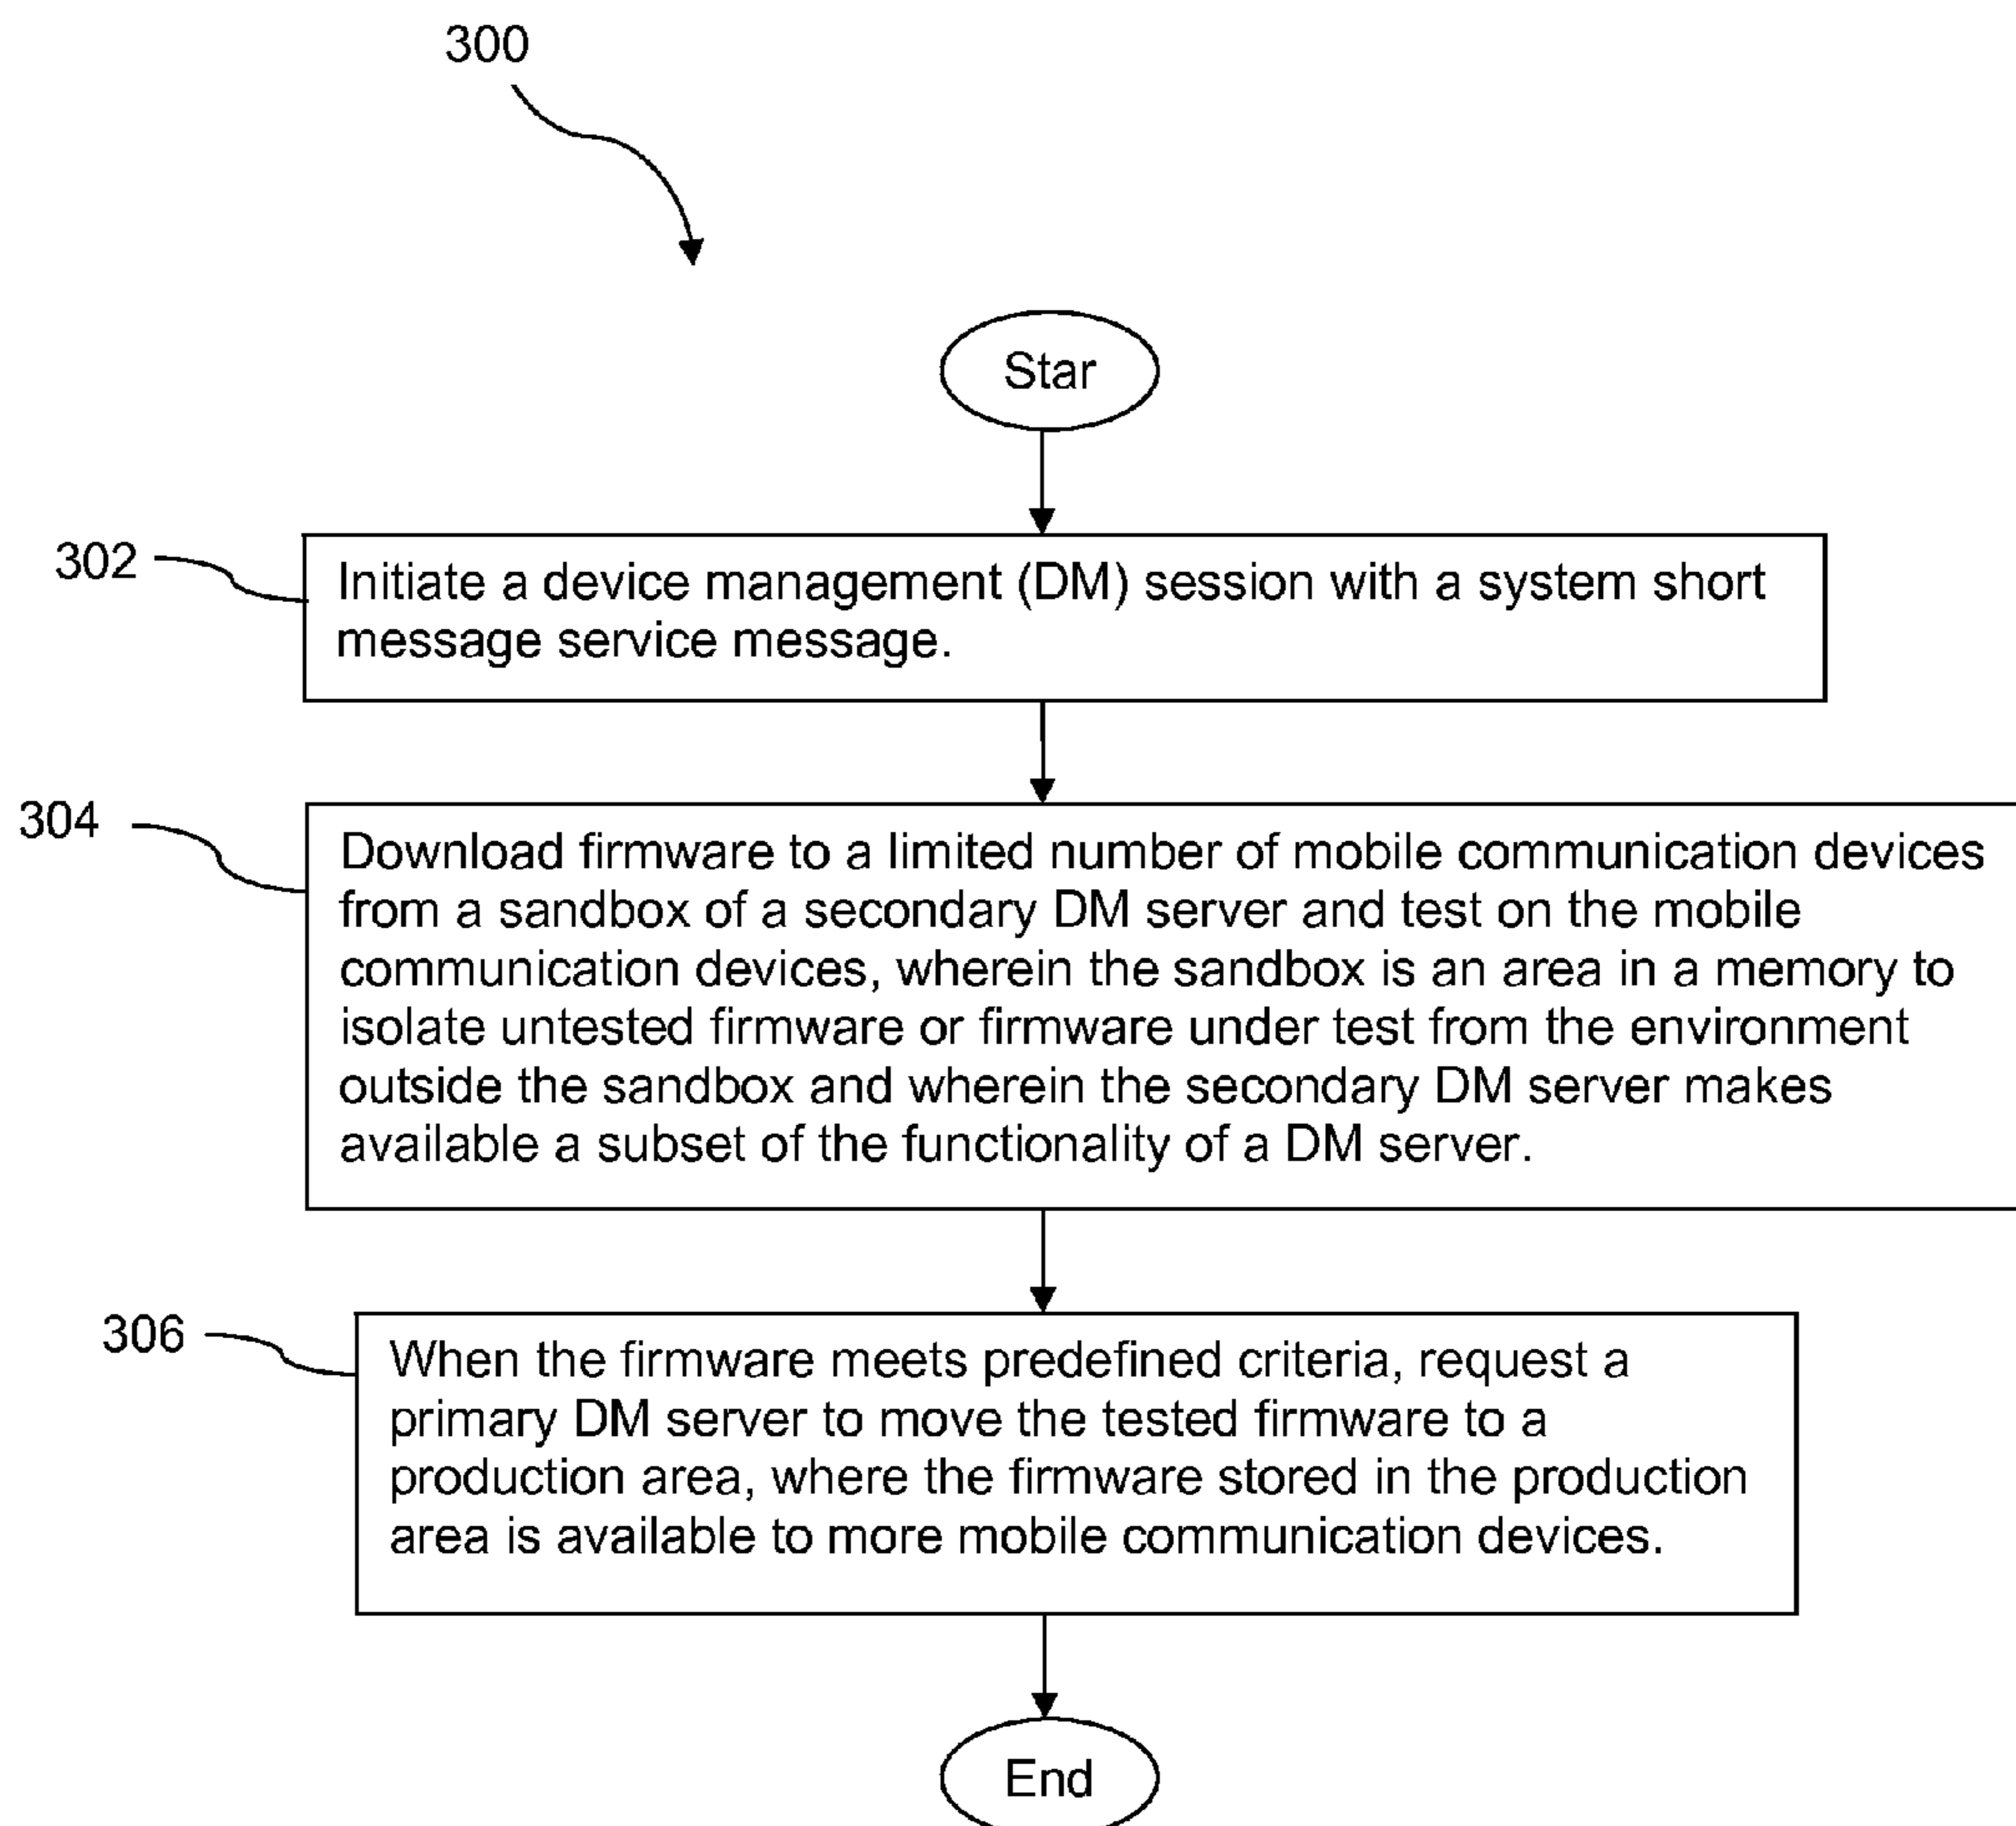 300
Star
302
Initiate a device management (DM) session with a system short
message service message.
304
Download firmware to a limited number of mobile communication devices
from a sandbox of a secondary DM server and test on the mobile
communication devices, wherein the sandbox is an area in a memory to
isolate untested firmware or firmware under test from the environment
outside the sandbox and wherein the secondary DM server makes
available a subset of the functionality of a DM server.
306
When the firmware meets predefined criteria, request a
primary DM server to move the tested firmware to a
production area, where the firmware stored in the production
area is available to more mobile communication devices.
End